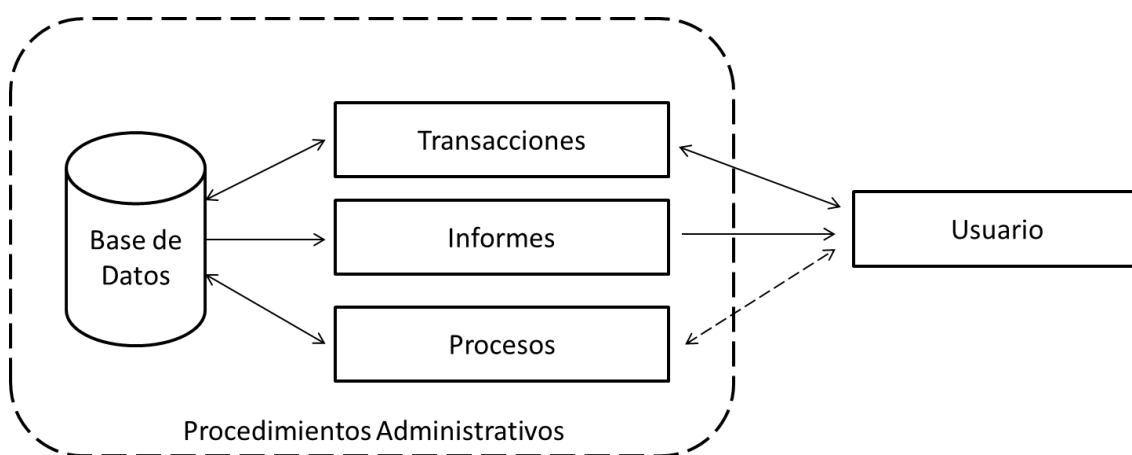 Transacciones
Base de
Datos
Informes
Usuario
Procesos
Procedimientos Administrativos